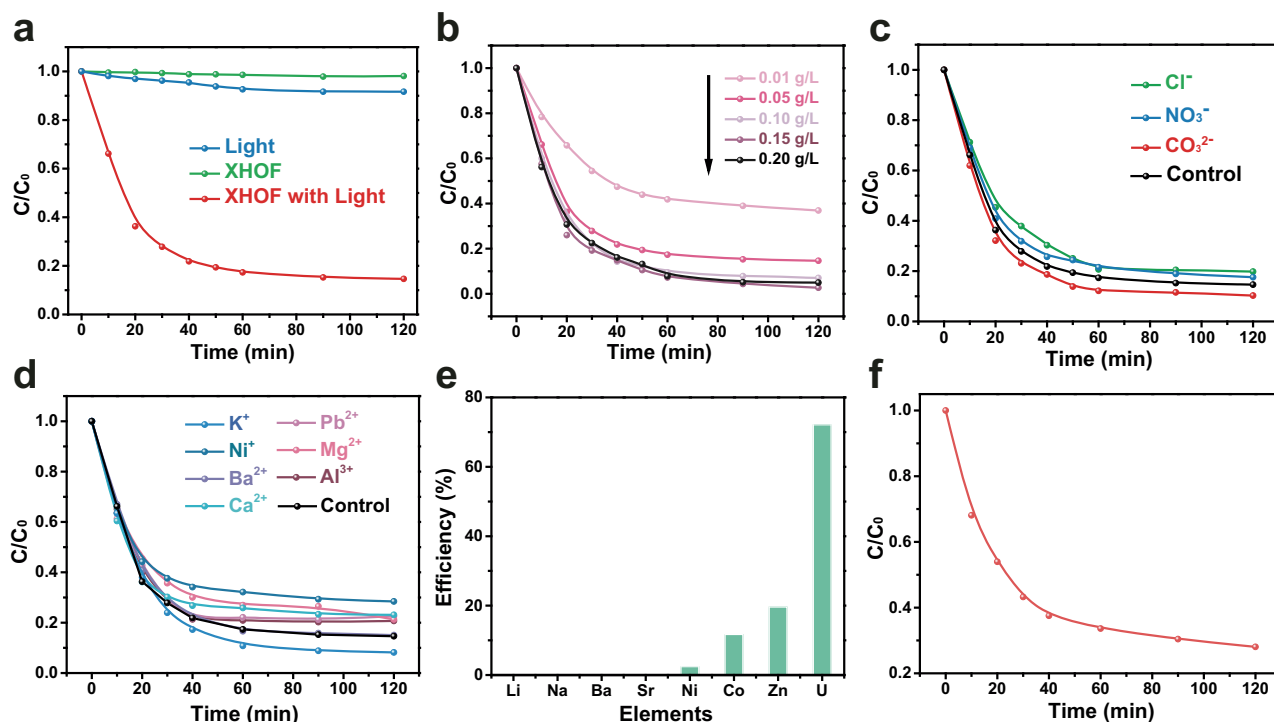 a
C/C₀
1.0
0.8
0.6
0.4
0.2
0.0
Light
XHOF
XHOF with Light
0 20 40 60 80 100 120
Time (min)
b
C/C₀
1.0
0.8
0.6
0.4
0.2
0.0
0.01 g/L
0.05 g/L
0.10 g/L
0.15 g/L
0.20 g/L
0 20 40 60 80 100 120
Time (min)
c
C/C₀
1.0
0.8
0.6
0.4
0.2
0.0
Cl⁻
NO₃⁻
CO₃²⁻
Control
0 20 40 60 80 100 120
Time (min)
d
C/C₀
1.0
0.8
0.6
0.4
0.2
0.0
K⁺ Pb²⁺
Ni⁺ Mg²⁺
Ba²⁺ Al³⁺
Ca²⁺ Control
0 20 40 60 80 100 120
Time (min)
e
Efficiency (%)
80
60
40
20
0
Li Na Ba Sr Ni Co Zn U
Elements
f
C/C₀
1.0
0.8
0.6
0.4
0.2
0 20 40 60 80 100 120
Time (min)